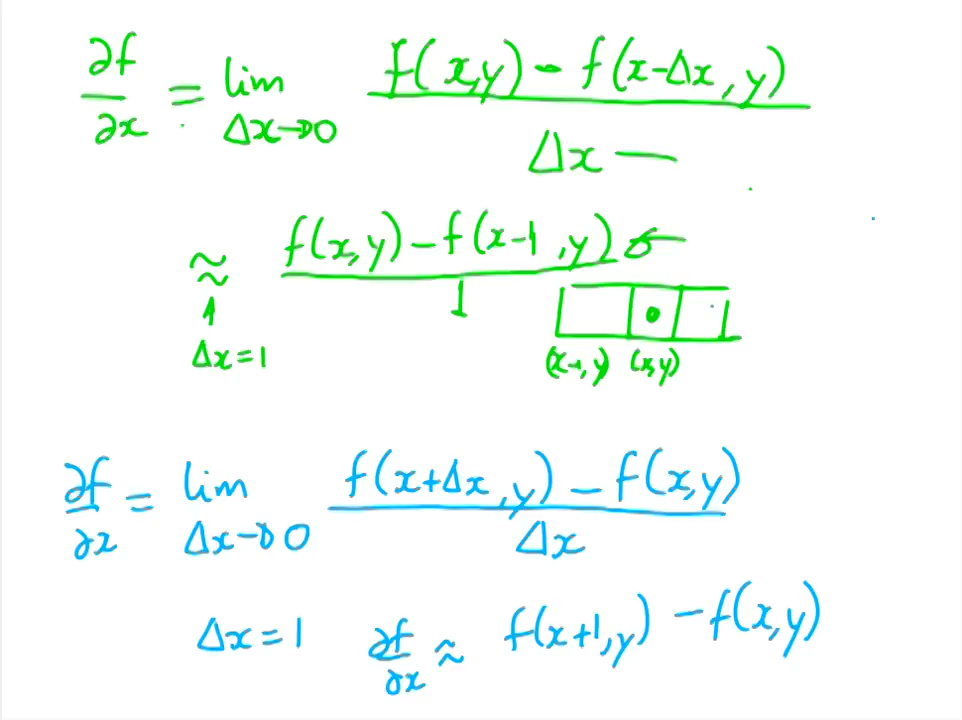 ∂f/∂x = lim Δx→0 (f(x,y) - f(x-Δx, y))/Δx
≈ (f(x,y) - f(x-1, y))/1
↑
Δx = 1
(x-1, y) (x,y)
∂f/∂x = lim Δx→0 (f(x+Δx, y) - f(x,y))/Δx
Δx = 1 ∂f/∂x ≈ f(x+1, y) - f(x,y)